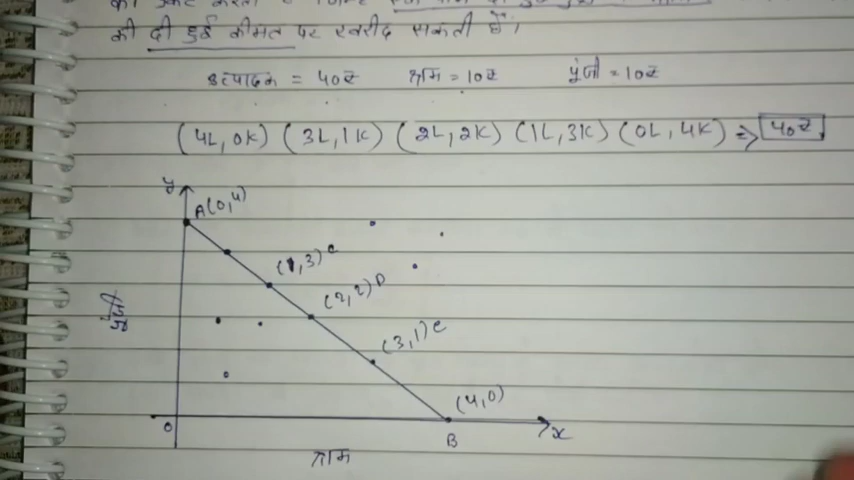 की दी हुई कीमत पर खरीद सकती है।
उत्पादक = 40₹ श्रम = 10₹ पूंजी = 10₹
(4L, 0K) (3L, 1K) (2L, 2K) (1L, 3K) (0L, 4K) => 40₹
y
A(0,4)
(1,3) C
(2,2) D
पूंजी
(3,1) E
(4,0)
0 B x
श्रम